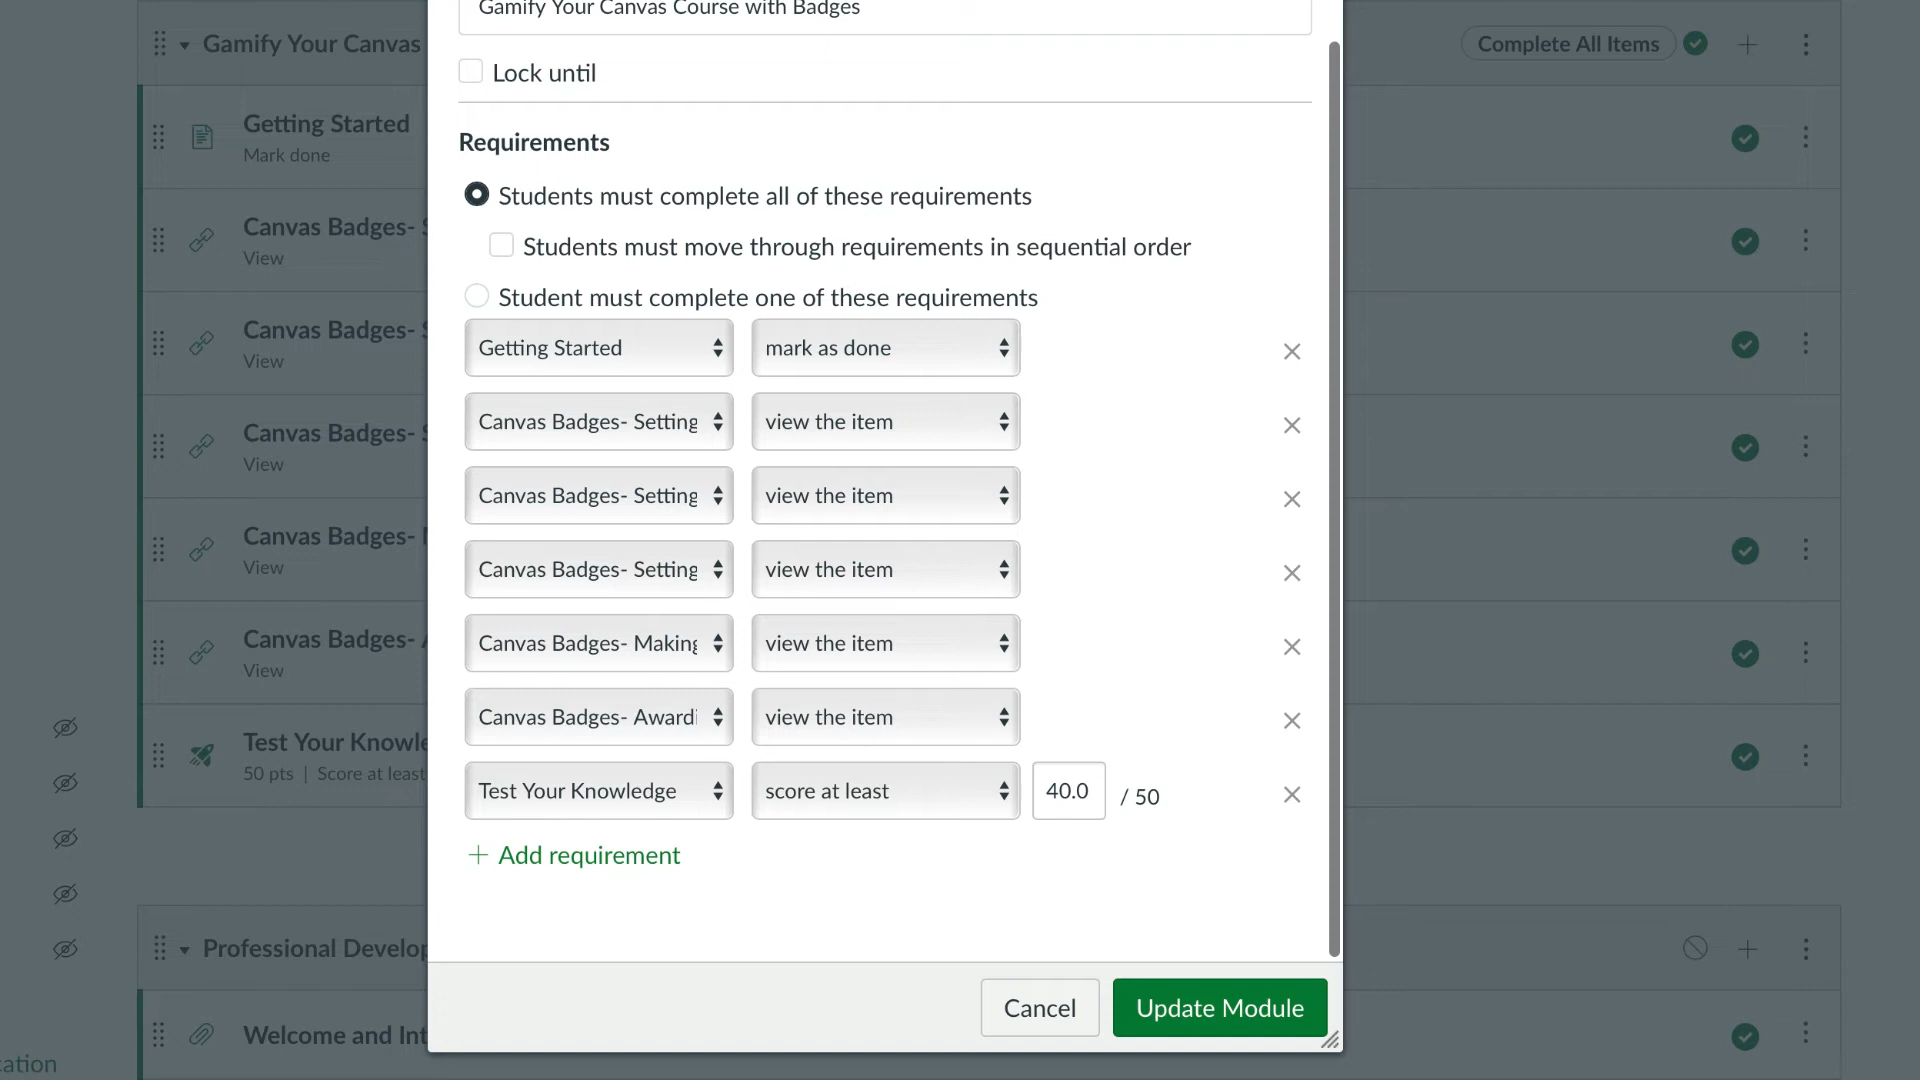 Gamify Your Canvas Course with Badges
Gamify Your Canvas
Complete All Items
Lock until
Getting Started
Mark done
Requirements
Students must complete all of these requirements
Canvas Badges- S
View
Students must move through requirements in sequential order
Student must complete one of these requirements
Canvas Badges- S
View
Getting Started
mark as done
Canvas Badges- S
View
Canvas Badges- Setting
view the item
Canvas Badges- Setting
view the item
Canvas Badges- M
View
Canvas Badges- Setting
view the item
Canvas Badges- A
View
Canvas Badges- Making
view the item
Canvas Badges- Awardi
view the item
Test Your Knowle
50 pts | Score at least
Test Your Knowledge
score at least
40.0
/ 50
+ Add requirement
Professional Develop
Cancel
Update Module
Welcome and Int
cation